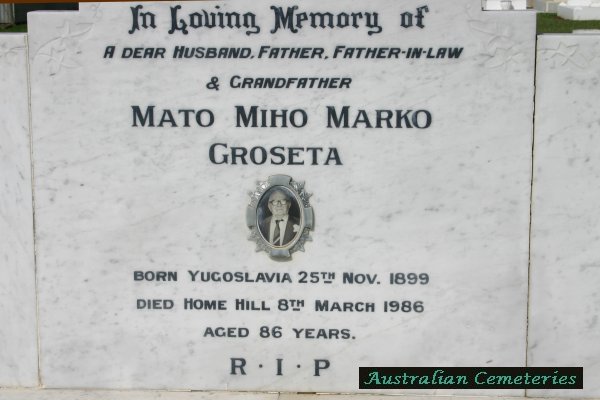 In Loving Memory of
A DEAR HUSBAND, FATHER, FATHER-IN-LAW
& GRANDFATHER
MATO MIHO MARKO
GROSETA
BORN YUGOSLAVIA 25TH NOV. 1899
DIED HOME HILL 8TH MARCH 1986
AGED 86 YEARS.
R · I · P
Australian Cemeteries